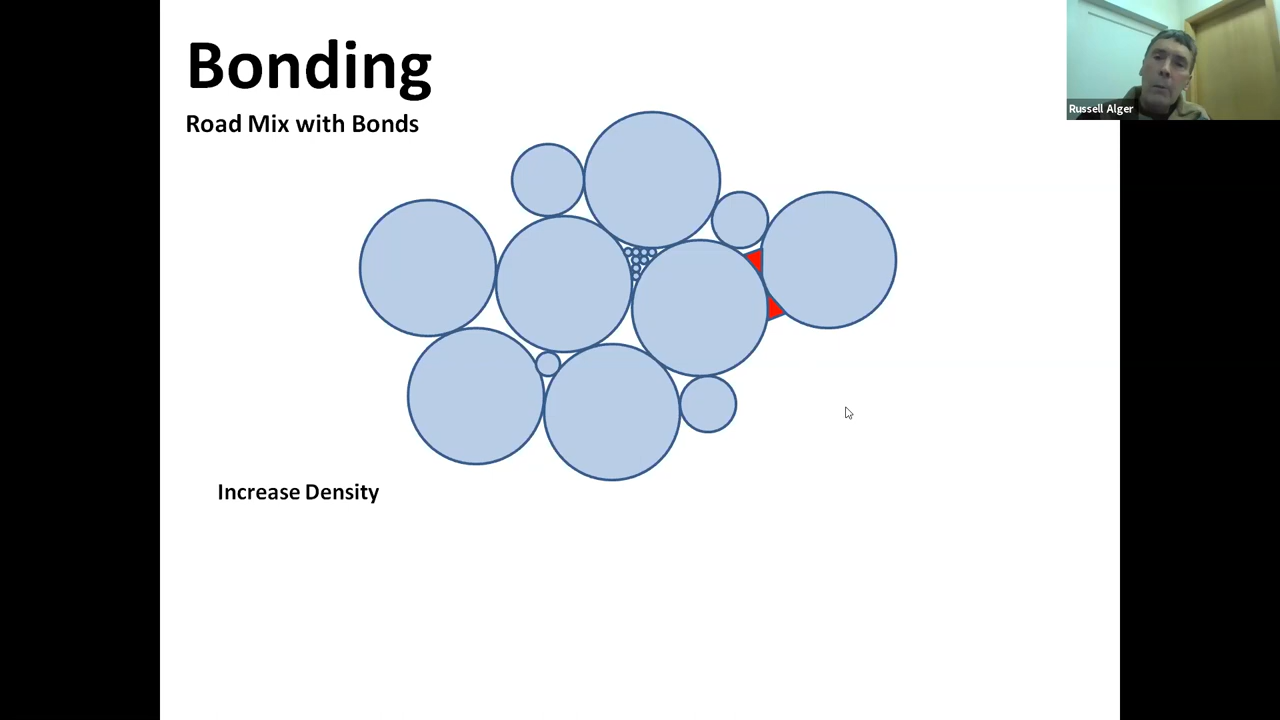 Bonding
Road Mix with Bonds
Russell Alger
Increase Density